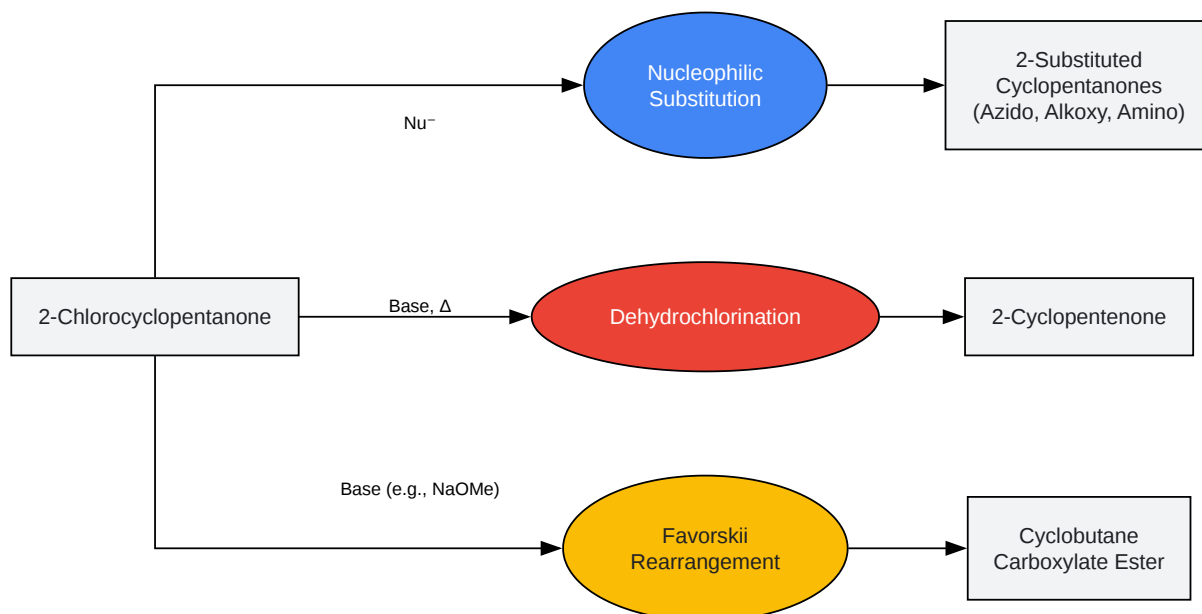 Nucleophilic
Substitution
2-Substituted
Cyclopentanones
(Azido, Alkoxy, Amino)
Nu⁻
2-Chlorocyclopentanone
Base, Δ
Dehydrochlorination
2-Cyclopentenone
Base (e.g., NaOMe)
Favorskii
Rearrangement
Cyclobutane
Carboxylate Ester